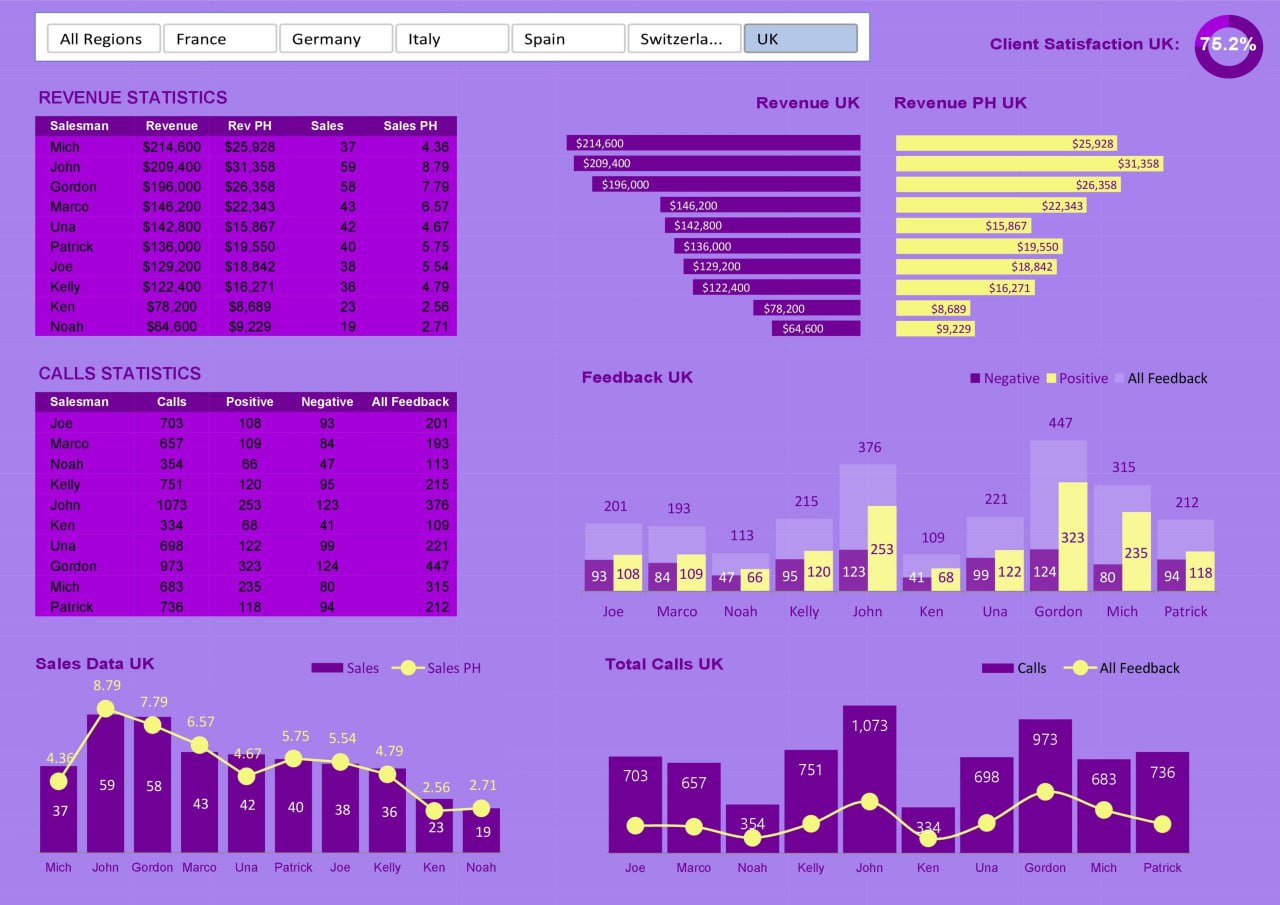 All Regions France Germany Italy Spain Switzerla... UK
Client Satisfaction UK: 75.2%
REVENUE STATISTICS
Salesman Revenue Rev PH Sales Sales PH
Mich $214,600 $25,928 37 4.36
John $209,400 $31,358 59 8.79
Gordon $196,000 $26,358 58 7.79
Marco $146,200 $22,343 43 6.57
Una $142,800 $15,867 42 4.67
Patrick $136,000 $19,550 40 5.75
Joe $129,200 $18,842 38 5.54
Kelly $122,400 $16,271 36 4.79
Ken $78,200 $8,689 23 2.56
Noah $64,600 $9,229 19 2.71
Revenue UK
$214,600
$209,400
$196,000
$146,200
$142,800
$136,000
$129,200
$122,400
$78,200
$64,600
Revenue PH UK
$25,928
$31,358
$26,358
$22,343
$15,867
$19,550
$18,842
$16,271
$8,689
$9,229
CALLS STATISTICS
Salesman Calls Positive Negative All Feedback
Joe 703 108 93 201
Marco 657 109 84 193
Noah 354 66 47 113
Kelly 751 120 95 215
John 1073 253 123 376
Ken 334 68 41 109
Una 698 122 99 221
Gordon 973 323 124 447
Mich 683 235 80 315
Patrick 736 118 94 212
Feedback UK
Negative Positive All Feedback
201 193 113 215 376 109 221 447 315 212
93 108 84 109 47 66 95 120 123 253 41 68 99 122 124 323 80 235 94 118
Joe Marco Noah Kelly John Ken Una Gordon Mich Patrick
Sales Data UK
Sales Sales PH
4.36 8.79 7.79 6.57 4.67 5.75 5.54 4.79 2.56 2.71
37 59 58 43 42 40 38 36 23 19
Mich John Gordon Marco Una Patrick Joe Kelly Ken Noah
Total Calls UK
Calls All Feedback
703 657 354 751 1,073 334 698 973 683 736
Joe Marco Noah Kelly John Ken Una Gordon Mich Patrick